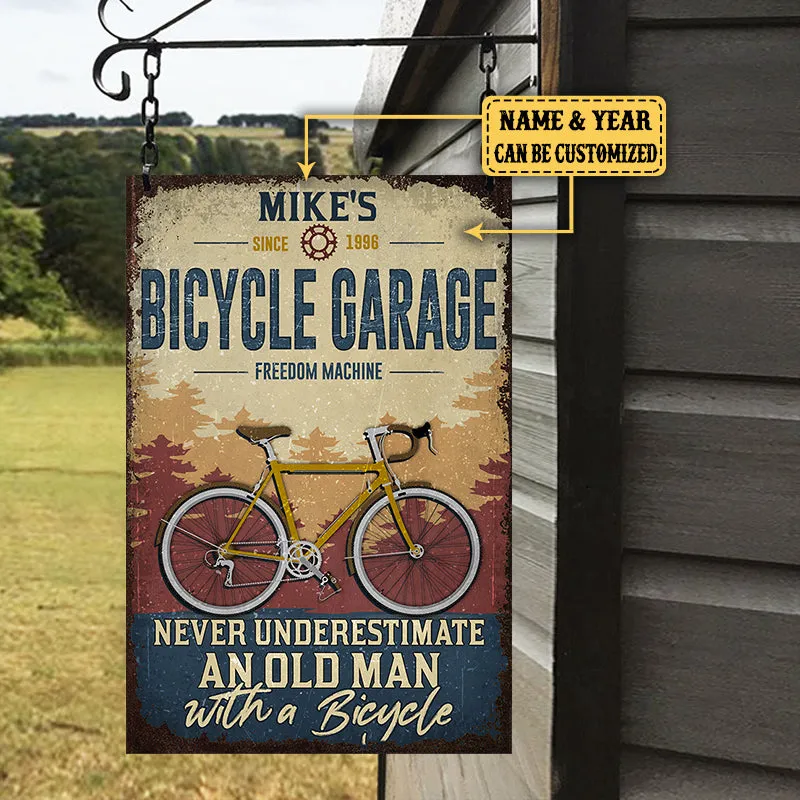 NAME & YEAR
CAN BE CUSTOMIZED
MIKE'S
SINCE 1996
BICYCLE GARAGE
FREEDOM MACHINE
NEVER UNDERESTIMATE
AN OLD MAN
with a Bicycle